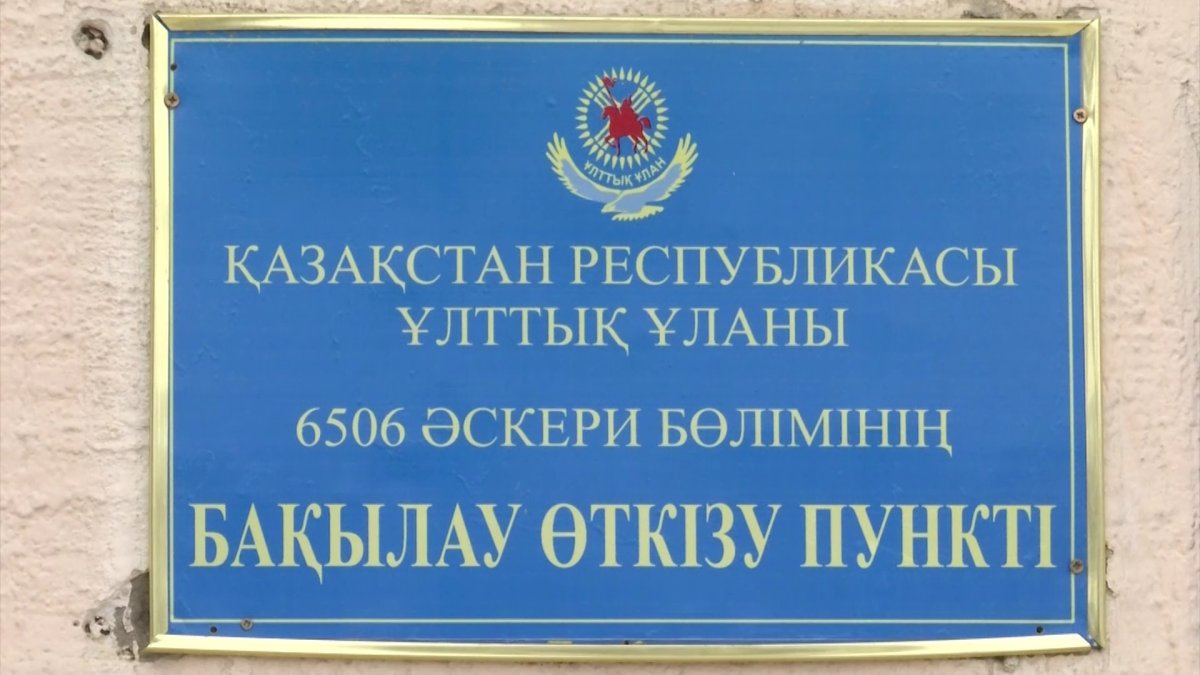 ҰЛТТЫҚ ҰЛАН
ҚАЗАҚСТАН РЕСПУБЛИКАСЫ
ҰЛТТЫҚ ҰЛАНЫ
6506 ӘСКЕРИ БӨЛІМІНІҢ
БАҚЫЛАУ ӨТКІЗУ ПУНКТІ